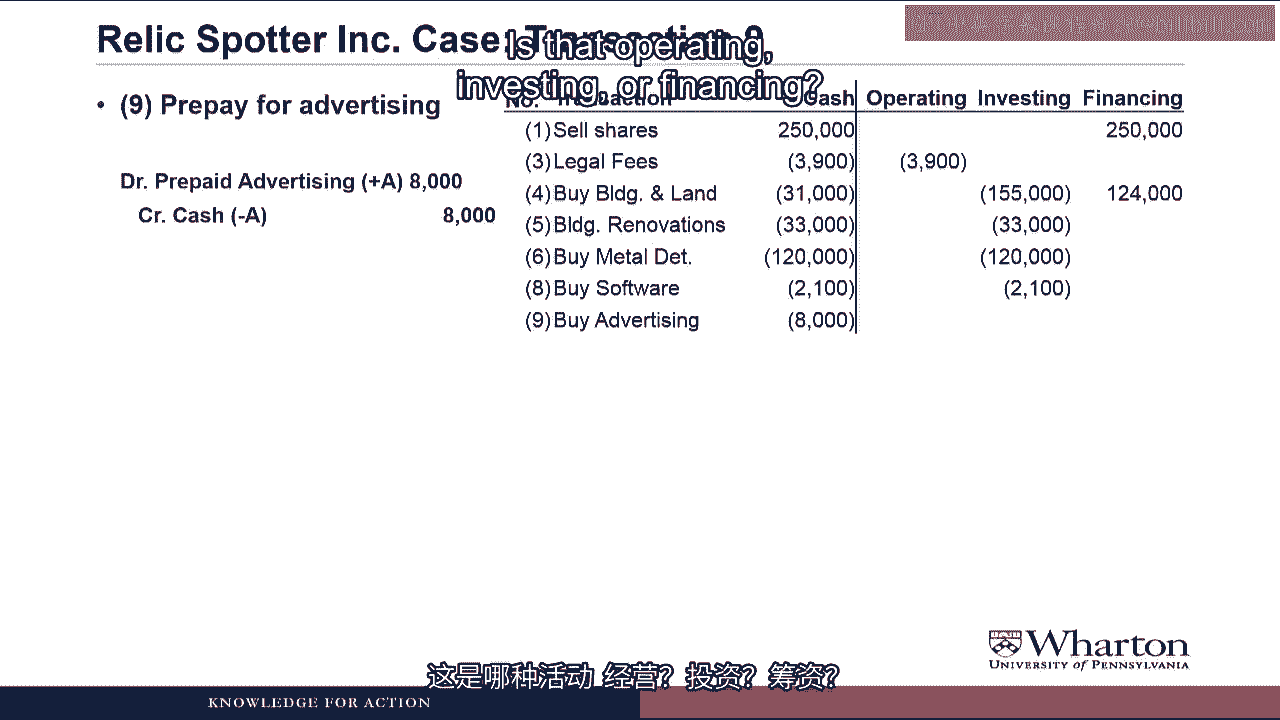 Relic Spotter Inc. Case: Transaction 9
Is that operating,
investing, or financing?
• (9) Prepay for advertising
Dr. Prepaid Advertising (+A) 8,000
Cr. Cash (-A) 8,000
No. Transaction Cash Operating Investing Financing
(1) Sell shares 250,000 250,000
(3) Legal Fees (3,900) (3,900)
(4) Buy Bldg. & Land (31,000) (155,000) 124,000
(5) Bldg. Renovations (33,000) (33,000)
(6) Buy Metal Det. (120,000) (120,000)
(8) Buy Software (2,100) (2,100)
(9) Buy Advertising (8,000)
Wharton
UNIVERSITY of PENNSYLVANIA
这是哪种活动 经营？投资？筹资？
KNOWLEDGE FOR ACTION